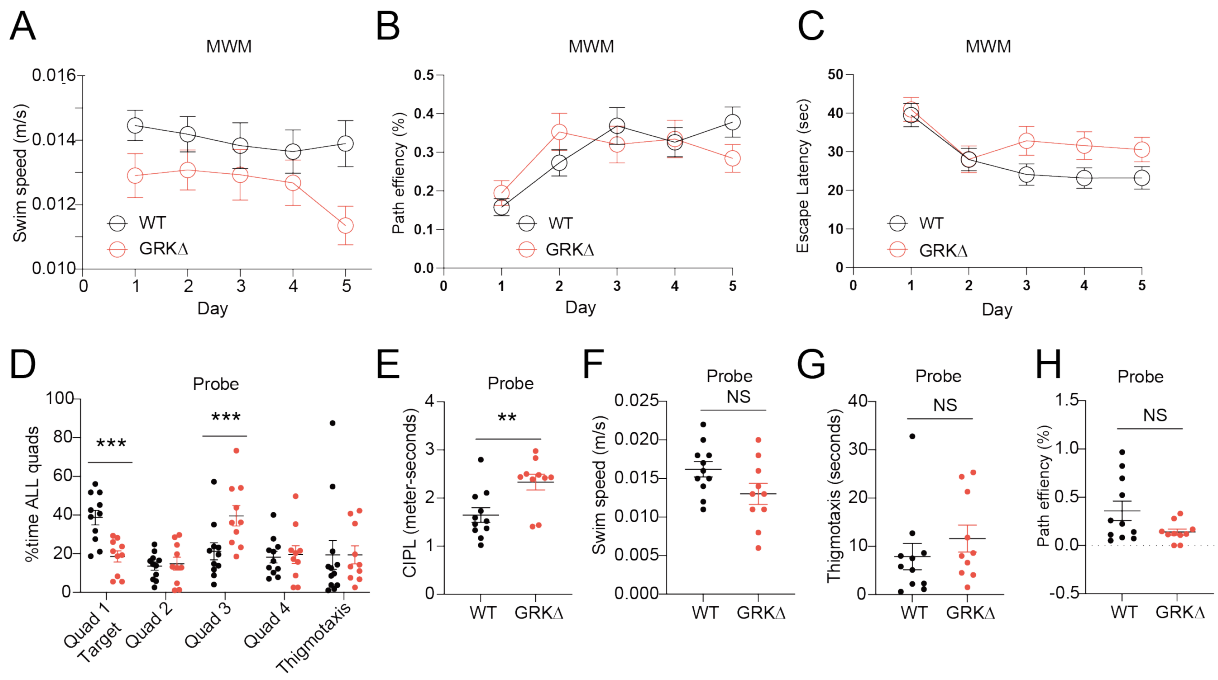 A
MWM
Swim speed (m/s)
0.016
0.014
0.012
0.010
WT
GRKΔ
0
1
2
3
4
5
Day
B
MWM
Path effiency (%)
0.5
0.4
0.3
0.2
0.1
0.0
WT
GRKΔ
0
1
2
3
4
5
Day
C
MWM
Escape Latency (sec)
50
40
30
20
10
0
WT
GRKΔ
0
1
2
3
4
5
Day
D
Probe
%time ALL quads
100
80
60
40
20
0
***
***
Quad 1
Target
Quad 2
Quad 3
Quad 4
Thigmotaxis
E
Probe
CIPL (meter-seconds)
4
3
2
1
0
**
WT
GRKΔ
F
Probe
NS
Swim speed (m/s)
0.025
0.020
0.015
0.010
0.005
0.000
WT
GRKΔ
G
Probe
NS
Thigmotaxis (seconds)
40
30
20
10
0
WT
GRKΔ
H
Probe
NS
Path effiency (%)
1.5
1.0
0.5
0.0
-0.5
WT
GRKΔ